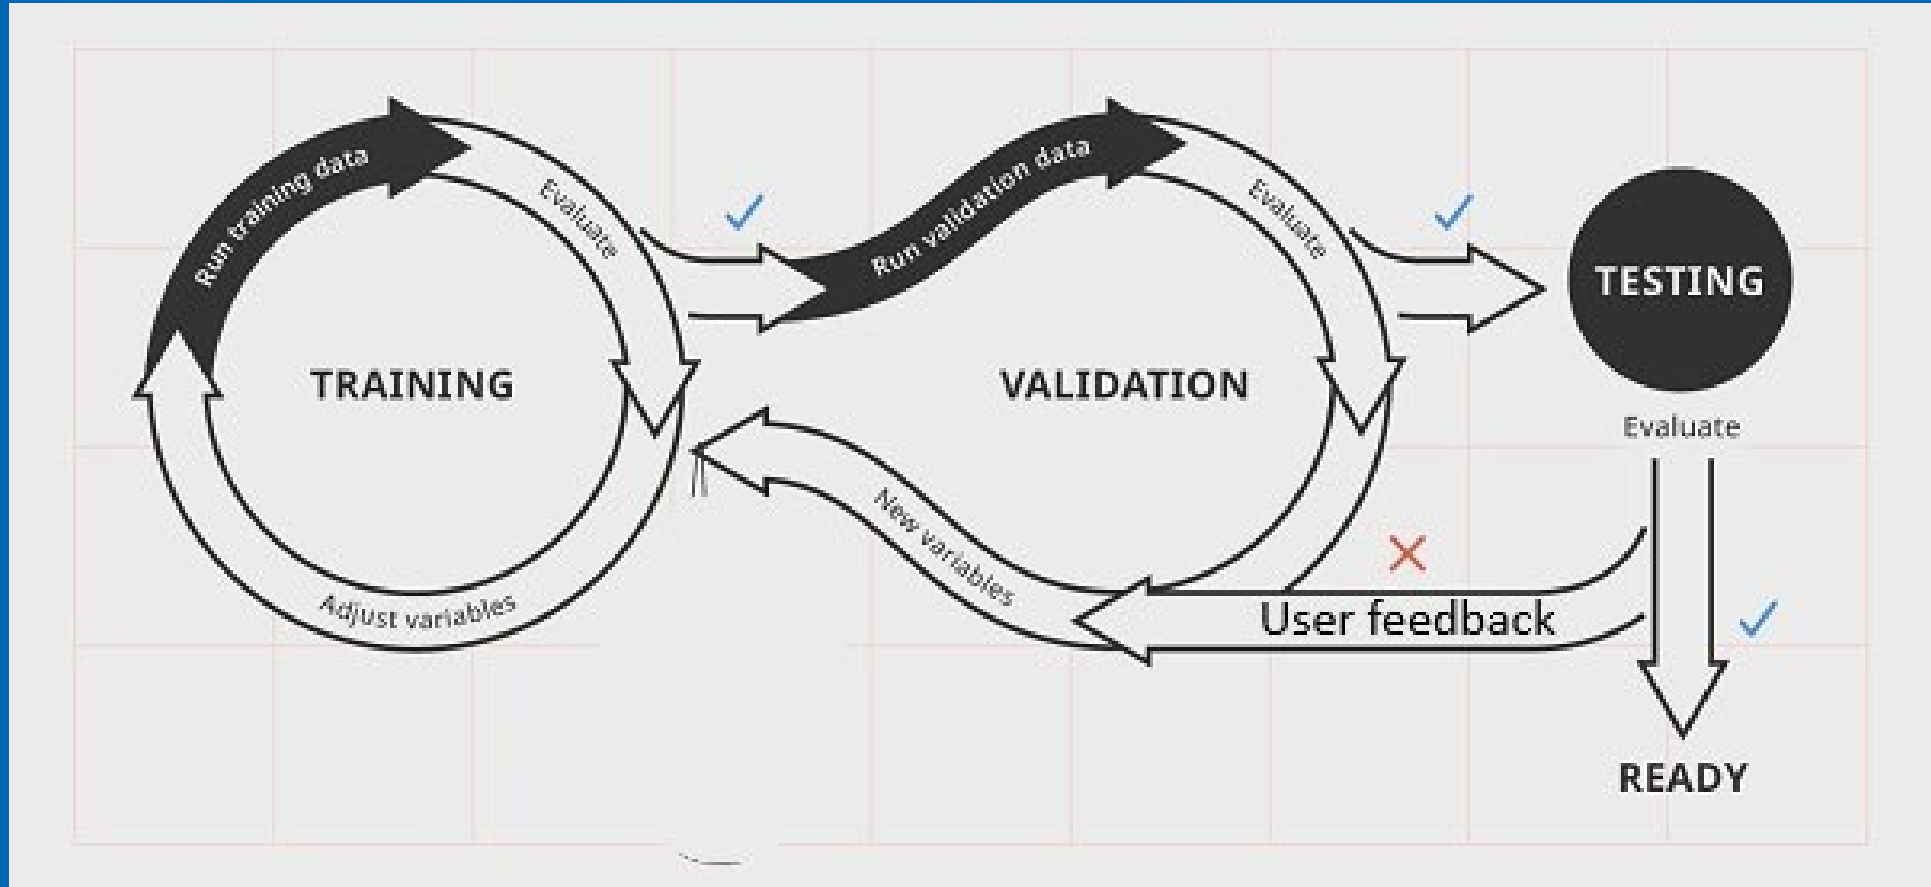 Run training data
Evaluate
Run validation data
Evaluate
TESTING
TRAINING
VALIDATION
Evaluate
New variables
Adjust variables
User feedback
READY